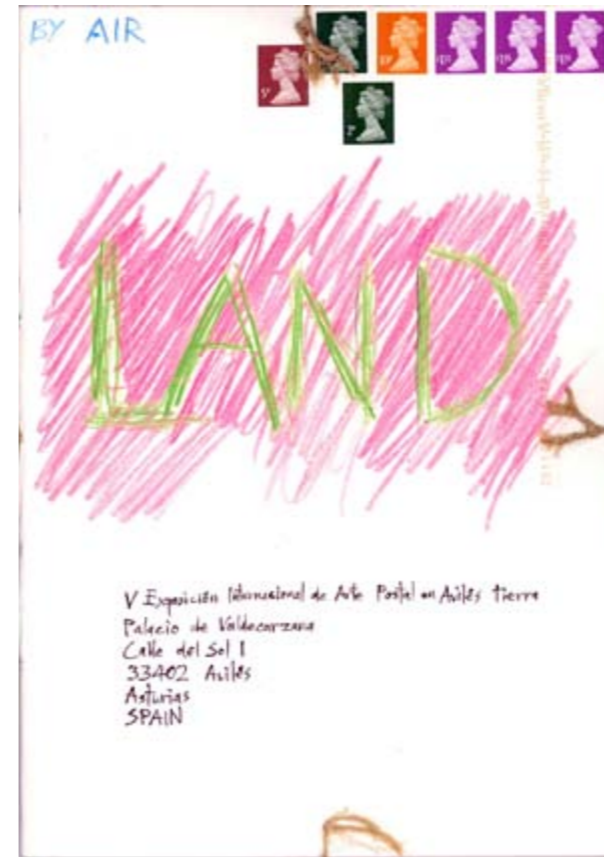 BY AIR
LAND
V Exposición Internacional de Arte Postal en Avilés tierra
Palacio de Valdecarzana
Calle del Sol 1
33402 Avilés
Asturias
SPAIN